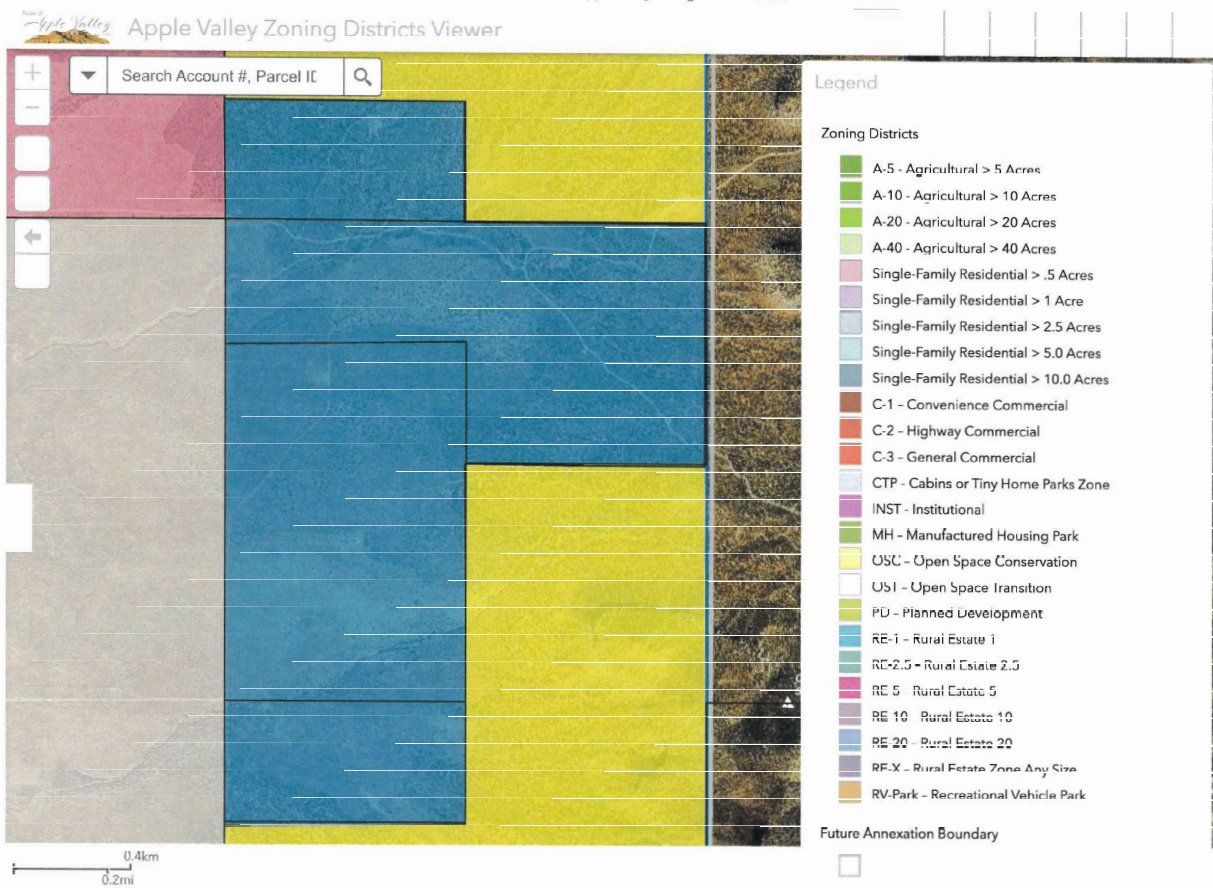 Apple Valley
Apple Valley Zoning Districts Viewer
+
Search Account #, Parcel ID
−
Legend
Zoning Districts
A-5 - Agricultural > 5 Acres
A-10 - Agricultural > 10 Acres
A-20 - Agricultural > 20 Acres
A-40 - Agricultural > 40 Acres
Single-Family Residential > .5 Acres
Single-Family Residential > 1 Acre
Single-Family Residential > 2.5 Acres
Single-Family Residential > 5.0 Acres
Single-Family Residential > 10.0 Acres
C-1 – Convenience Commercial
C-2 – Highway Commercial
C-3 – General Commercial
CTP - Cabins or Tiny Home Parks Zone
INST - Institutional
MH – Manufactured Housing Park
OSC – Open Space Conservation
OST – Open Space Transition
PD – Planned Development
RE-1 – Rural Estate 1
RE-2.5 – Rural Estate 2.5
RE-5 – Rural Estate 5
RE-10 – Rural Estate 10
RE-20 – Rural Estate 20
RE-X – Rural Estate Zone Any Size
RV-Park – Recreational Vehicle Park
Future Annexation Boundary
0.4km
0.2mi